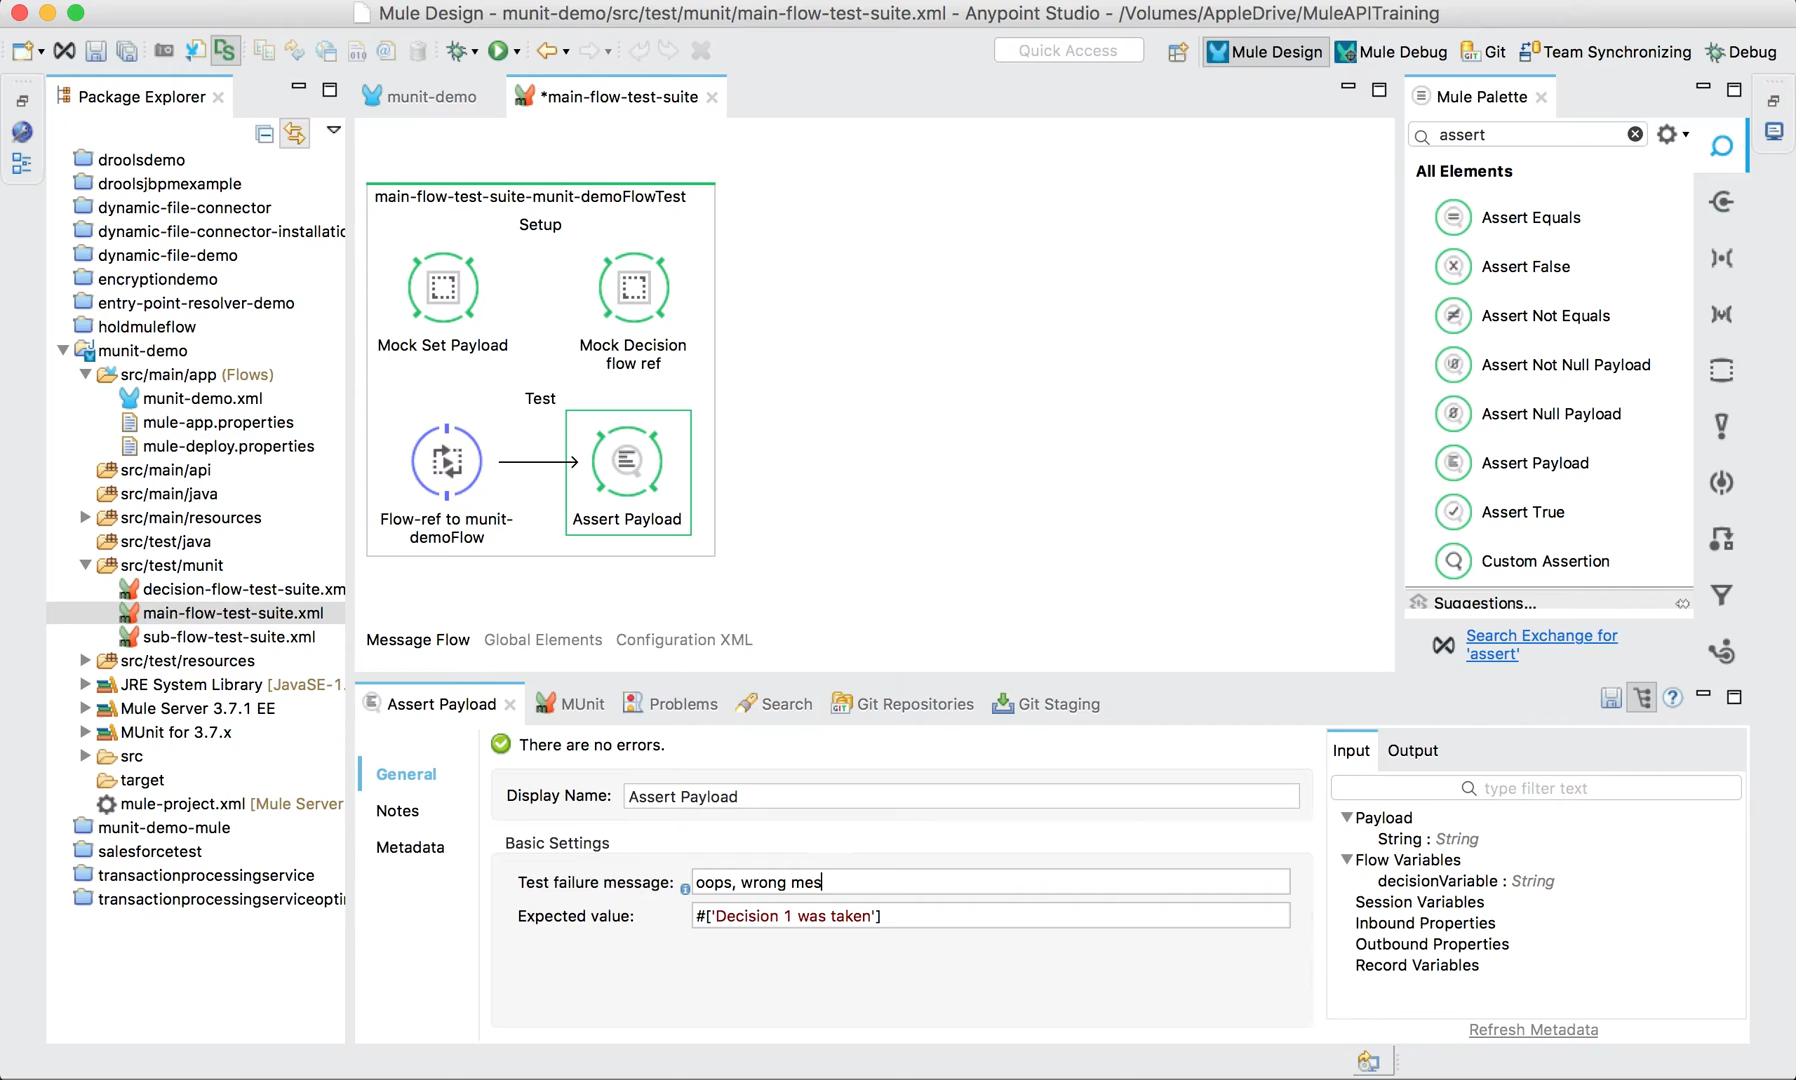 Mule Design - munit-demo/src/test/munit/main-flow-test-suite.xml - Anypoint Studio - /Volumes/AppleDrive/MuleAPITraining
Quick Access
Mule Design
Mule Debug
Git
Team Synchronizing
Debug
Package Explorer
munit-demo
*main-flow-test-suite
Mule Palette
assert
All Elements
Assert Equals
Assert False
Assert Not Equals
Assert Not Null Payload
Assert Null Payload
Assert Payload
Assert True
Custom Assertion
Suggestions...
Search Exchange for
'assert'
droolsdemo
droolsjbpmexample
dynamic-file-connector
dynamic-file-connector-installatio
dynamic-file-demo
encryptiondemo
entry-point-resolver-demo
holdmuleflow
munit-demo
src/main/app (Flows)
munit-demo.xml
mule-app.properties
mule-deploy.properties
src/main/api
src/main/java
src/main/resources
src/test/java
src/test/munit
decision-flow-test-suite.xm
main-flow-test-suite.xml
sub-flow-test-suite.xml
src/test/resources
JRE System Library [JavaSE-1.
Mule Server 3.7.1 EE
MUnit for 3.7.x
src
target
mule-project.xml [Mule Server
munit-demo-mule
salesforcetest
transactionprocessingservice
transactionprocessingserviceopti
main-flow-test-suite-munit-demoFlowTest
Setup
Mock Set Payload
Mock Decision
flow ref
Test
Flow-ref to munit-
demoFlow
Assert Payload
Message Flow
Global Elements
Configuration XML
Assert Payload
MUnit
Problems
Search
Git Repositories
Git Staging
General
Notes
Metadata
There are no errors.
Display Name: Assert Payload
Basic Settings
Test failure message: oops, wrong mes
Expected value: #['Decision 1 was taken']
Input
Output
type filter text
Payload
String : String
Flow Variables
decisionVariable : String
Session Variables
Inbound Properties
Outbound Properties
Record Variables
Refresh Metadata